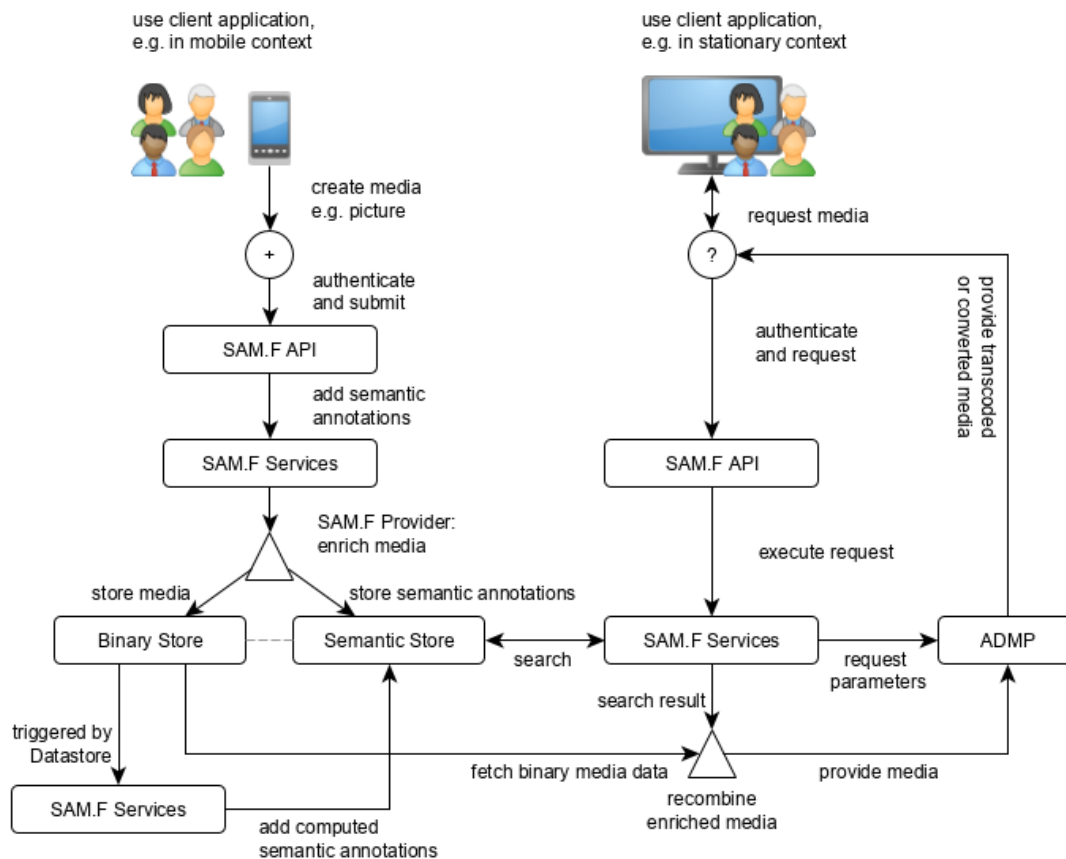 use client application,
e.g. in mobile context
use client application,
e.g. in stationary context
create media
e.g. picture
request media
+
?
authenticate
and submit
provide transcoded
or converted media
SAM.F API
authenticate
and request
add semantic
annotations
SAM.F Services
SAM.F API
SAM.F Provider:
enrich media
execute request
store media
store semantic annotations
Binary Store
Semantic Store
SAM.F Services
ADMP
search
request
parameters
search result
triggered by
Datastore
fetch binary media data
provide media
recombine
enriched media
SAM.F Services
add computed
semantic annotations